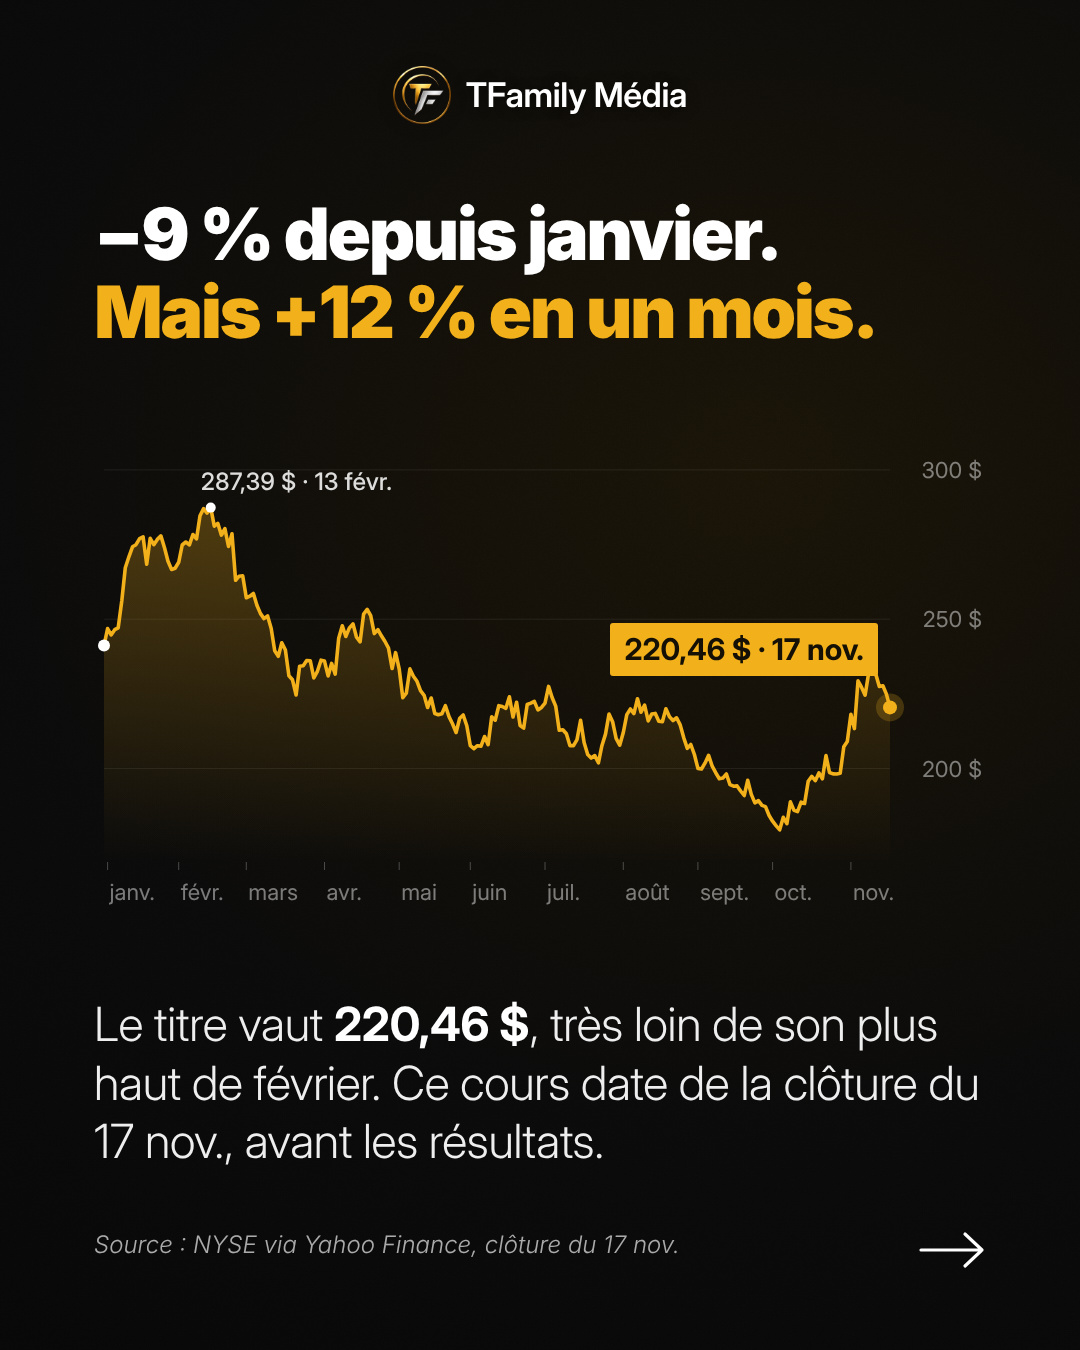 TF TFamily Média
–9 % depuis janvier.
Mais +12 % en un mois.
287,39 $ · 13 févr.
300 $
250 $
220,46 $ · 17 nov.
200 $
janv. févr. mars avr. mai juin juil. août sept. oct. nov.
Le titre vaut 220,46 $, très loin de son plus
haut de février. Ce cours date de la clôture du
17 nov., avant les résultats.
Source : NYSE via Yahoo Finance, clôture du 17 nov.